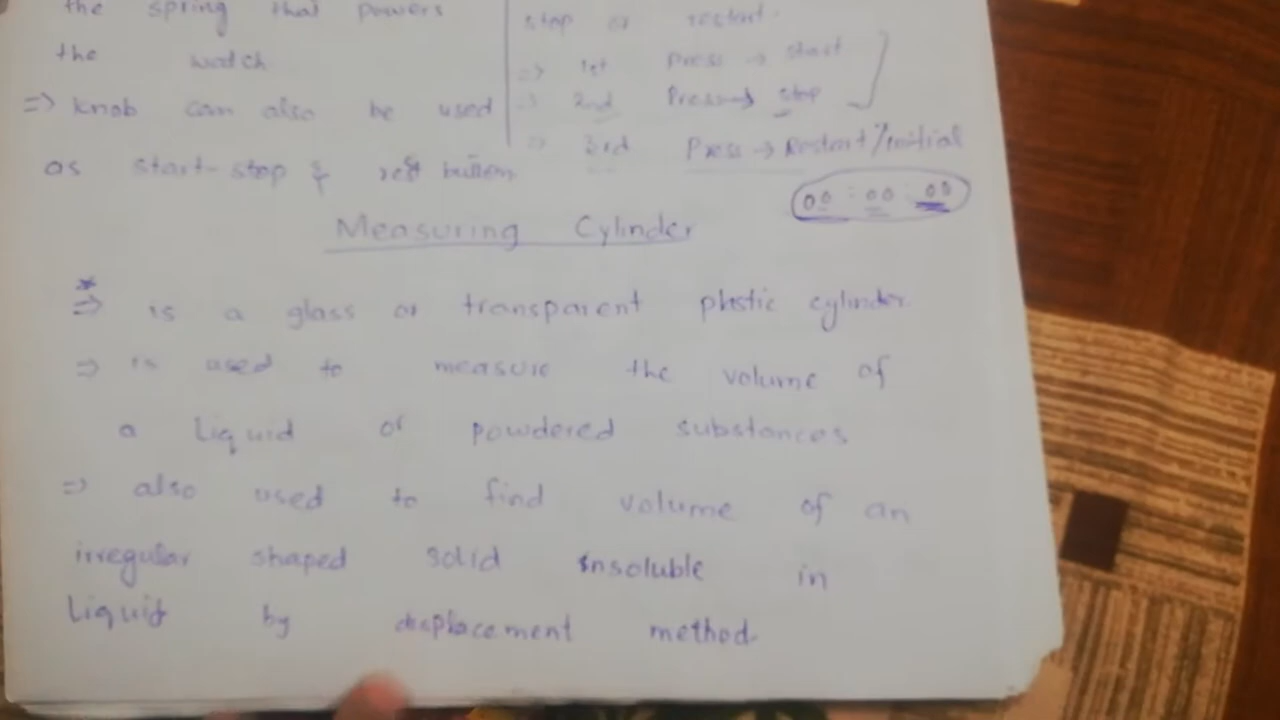 the spring that powers
the watch
=> knob can also be used
as start-stop & reset button
stop or restart.
=> 1st Press → start
=> 2nd Press → stop
=> 3rd Press → Restart/initial
00 : 00 : 00
Measuring Cylinder
* => is a glass or transparent plastic cylinder
=> is used to measure the volume of
a Liquid or powdered substances
=> also used to find volume of an
irregular shaped solid insoluble in
Liquid by displacement method